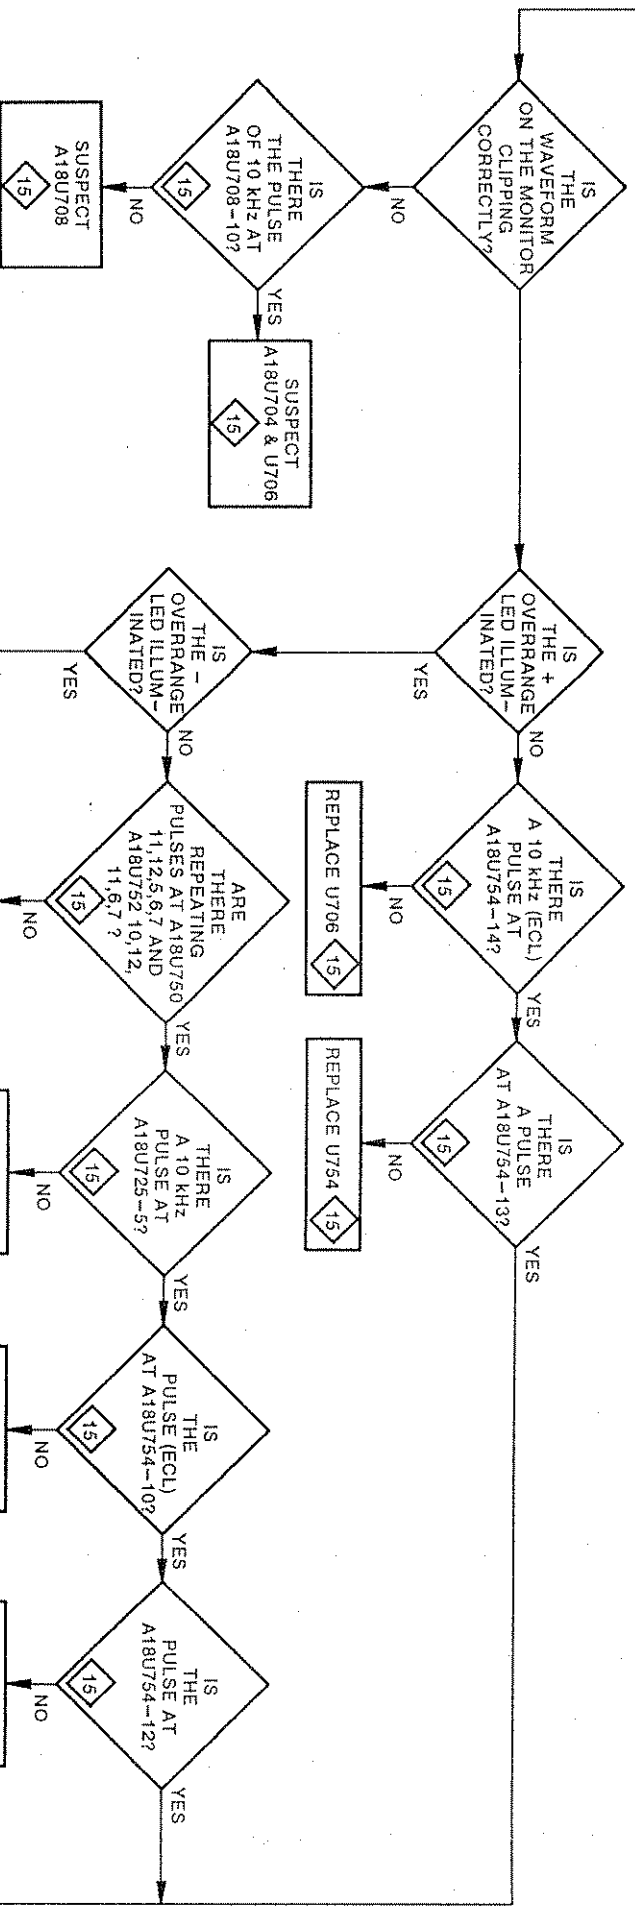 IS
THE
WAVEFORM
ON THE MONITOR
CLIPPING
CORRECTLY?
NO
IS
THERE
THE PULSE
OF 10 kHz AT
A18U708-10?
15
NO
SUSPECT
A18U708
15
YES
SUSPECT
A18U704 & U706
15
IS
THE +
OVERRANGE
LED ILLUM-
INATED?
YES
NO
IS
THERE
A 10 kHz (ECL)
PULSE AT
A18U754-14?
15
NO
REPLACE U706
15
YES
IS
THERE
A PULSE
AT A18U754-13?
15
NO
REPLACE U754
15
YES
IS
THE -
OVERRANGE
LED ILLUM-
INATED?
YES
NO
ARE
THERE
REPEATING
PULSES AT A18U750
11,12,5,6,7 AND
A18U752 10,12,
11,6,7 ?
15
NO
YES
IS
THERE
A 10 kHz
PULSE AT
A18U725-5?
15
NO
YES
IS
THE
PULSE (ECL)
AT A18U754-10?
15
NO
YES
IS
THE
PULSE AT
A18U754-12?
15
NO
YES